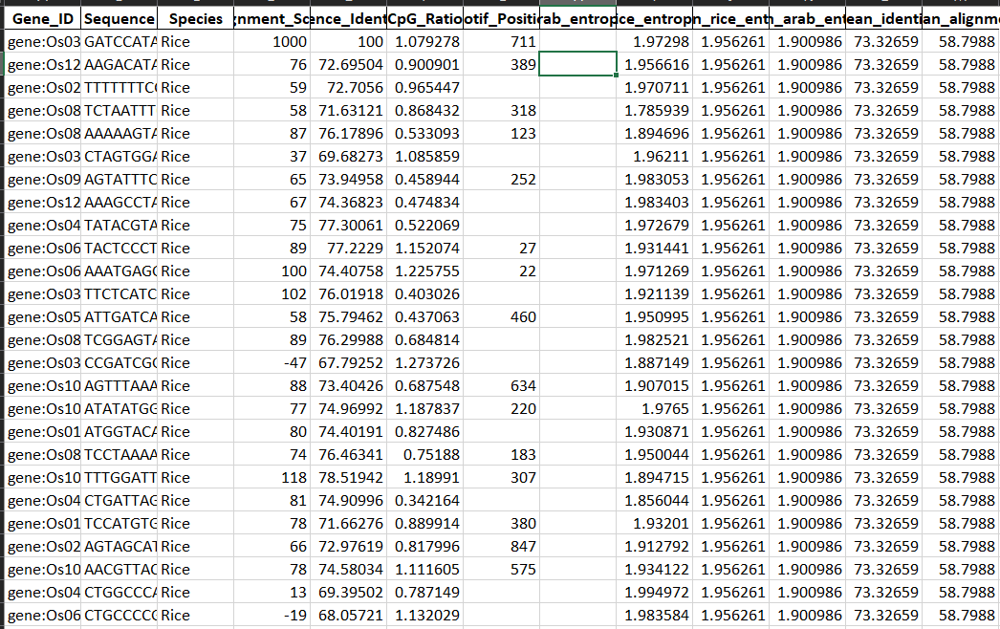 Gene_ID Sequence Species gnment_Sc ence_Ident CpG_Ratio otif_Positi rab_entrop ice_entrop n_rice_ent n_arab_ent ean_identi an_alignm
gene:Os03 GATCCATA Rice 1000 100 1.079278 711 1.97298 1.956261 1.900986 73.32659 58.7988
gene:Os12 AAGACATA Rice 76 72.69504 0.900901 389 1.956616 1.956261 1.900986 73.32659 58.7988
gene:Os02 TTTTTTTC Rice 59 72.7056 0.965447 1.970711 1.956261 1.900986 73.32659 58.7988
gene:Os08 TCTAATTT Rice 58 71.63121 0.868432 318 1.785939 1.956261 1.900986 73.32659 58.7988
gene:Os08 AAAAAGTA Rice 87 76.17896 0.533093 123 1.894696 1.956261 1.900986 73.32659 58.7988
gene:Os03 CTAGTGGA Rice 37 69.68273 1.085859 1.96211 1.956261 1.900986 73.32659 58.7988
gene:Os09 AGTATTTC Rice 65 73.94958 0.458944 252 1.983053 1.956261 1.900986 73.32659 58.7988
gene:Os12 AAAGCCTA Rice 67 74.36823 0.474834 1.983403 1.956261 1.900986 73.32659 58.7988
gene:Os04 TATACGTA Rice 75 77.30061 0.522069 1.972679 1.956261 1.900986 73.32659 58.7988
gene:Os06 TACTCCCT Rice 89 77.2229 1.152074 27 1.931441 1.956261 1.900986 73.32659 58.7988
gene:Os06 AAATGAGC Rice 100 74.40758 1.225755 22 1.971269 1.956261 1.900986 73.32659 58.7988
gene:Os03 TTCTCATC Rice 102 76.01918 0.403026 1.921139 1.956261 1.900986 73.32659 58.7988
gene:Os05 ATTGATCA Rice 58 75.79462 0.437063 460 1.950995 1.956261 1.900986 73.32659 58.7988
gene:Os08 TCGGAGTA Rice 89 76.29988 0.684814 1.982521 1.956261 1.900986 73.32659 58.7988
gene:Os03 CCGATCGC Rice -47 67.79252 1.273726 1.887149 1.956261 1.900986 73.32659 58.7988
gene:Os10 AGTTTAAA Rice 88 73.40426 0.687548 634 1.907015 1.956261 1.900986 73.32659 58.7988
gene:Os10 ATATATGG Rice 77 74.96992 1.187837 220 1.9765 1.956261 1.900986 73.32659 58.7988
gene:Os01 ATGGTACA Rice 80 74.40191 0.827486 1.930871 1.956261 1.900986 73.32659 58.7988
gene:Os08 TCCTAAAA Rice 74 76.46341 0.75188 183 1.950044 1.956261 1.900986 73.32659 58.7988
gene:Os10 TTTGGATT Rice 118 78.51942 1.18991 307 1.894715 1.956261 1.900986 73.32659 58.7988
gene:Os04 CTGATTAG Rice 81 74.90996 0.342164 1.856044 1.956261 1.900986 73.32659 58.7988
gene:Os01 TCCATGTG Rice 78 71.66276 0.889914 380 1.93201 1.956261 1.900986 73.32659 58.7988
gene:Os02 AGTAGCAT Rice 66 72.97619 0.817996 847 1.912792 1.956261 1.900986 73.32659 58.7988
gene:Os10 AACGTTAC Rice 78 74.58034 1.111605 575 1.934122 1.956261 1.900986 73.32659 58.7988
gene:Os04 CTGGCCCA Rice 13 69.39502 0.787149 1.994972 1.956261 1.900986 73.32659 58.7988
gene:Os06 CTGCCCCC Rice -19 68.05721 1.132029 1.983584 1.956261 1.900986 73.32659 58.7988